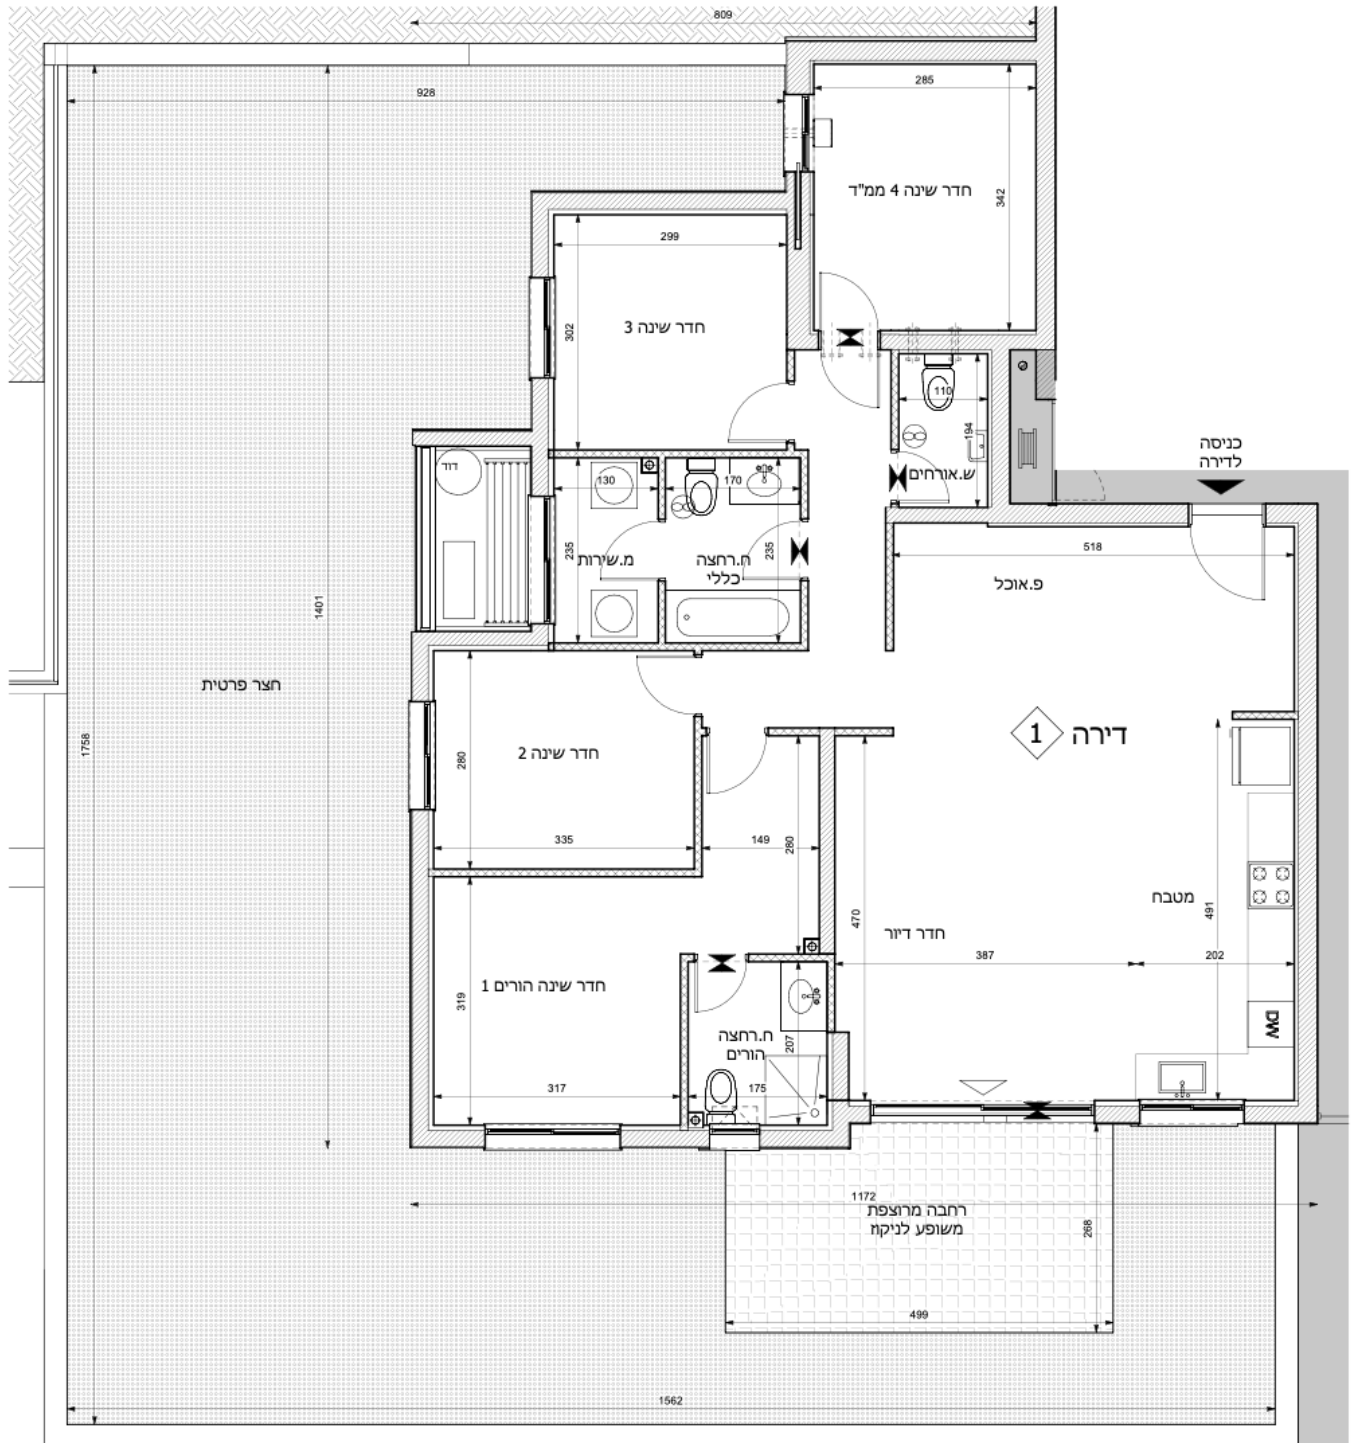 809
928
285
חדר שינה 4 ממ"ד
342
299
302
חדר שינה 3
110
194
ש.אורחים
כניסה
לדירה
דוד
130
170
235
מ.שירות
ח.רחצה
כללי
235
518
פ.אוכל
1401
חצר פרטית
1758
דירה
1
חדר שינה 2
280
335
149
280
470
מטבח
491
חדר דיור
387
202
חדר שינה הורים 1
319
317
ח.רחצה
הורים
207
175
DW
1172
רחבה מרוצפת
משופע לניקוז
268
499
1562